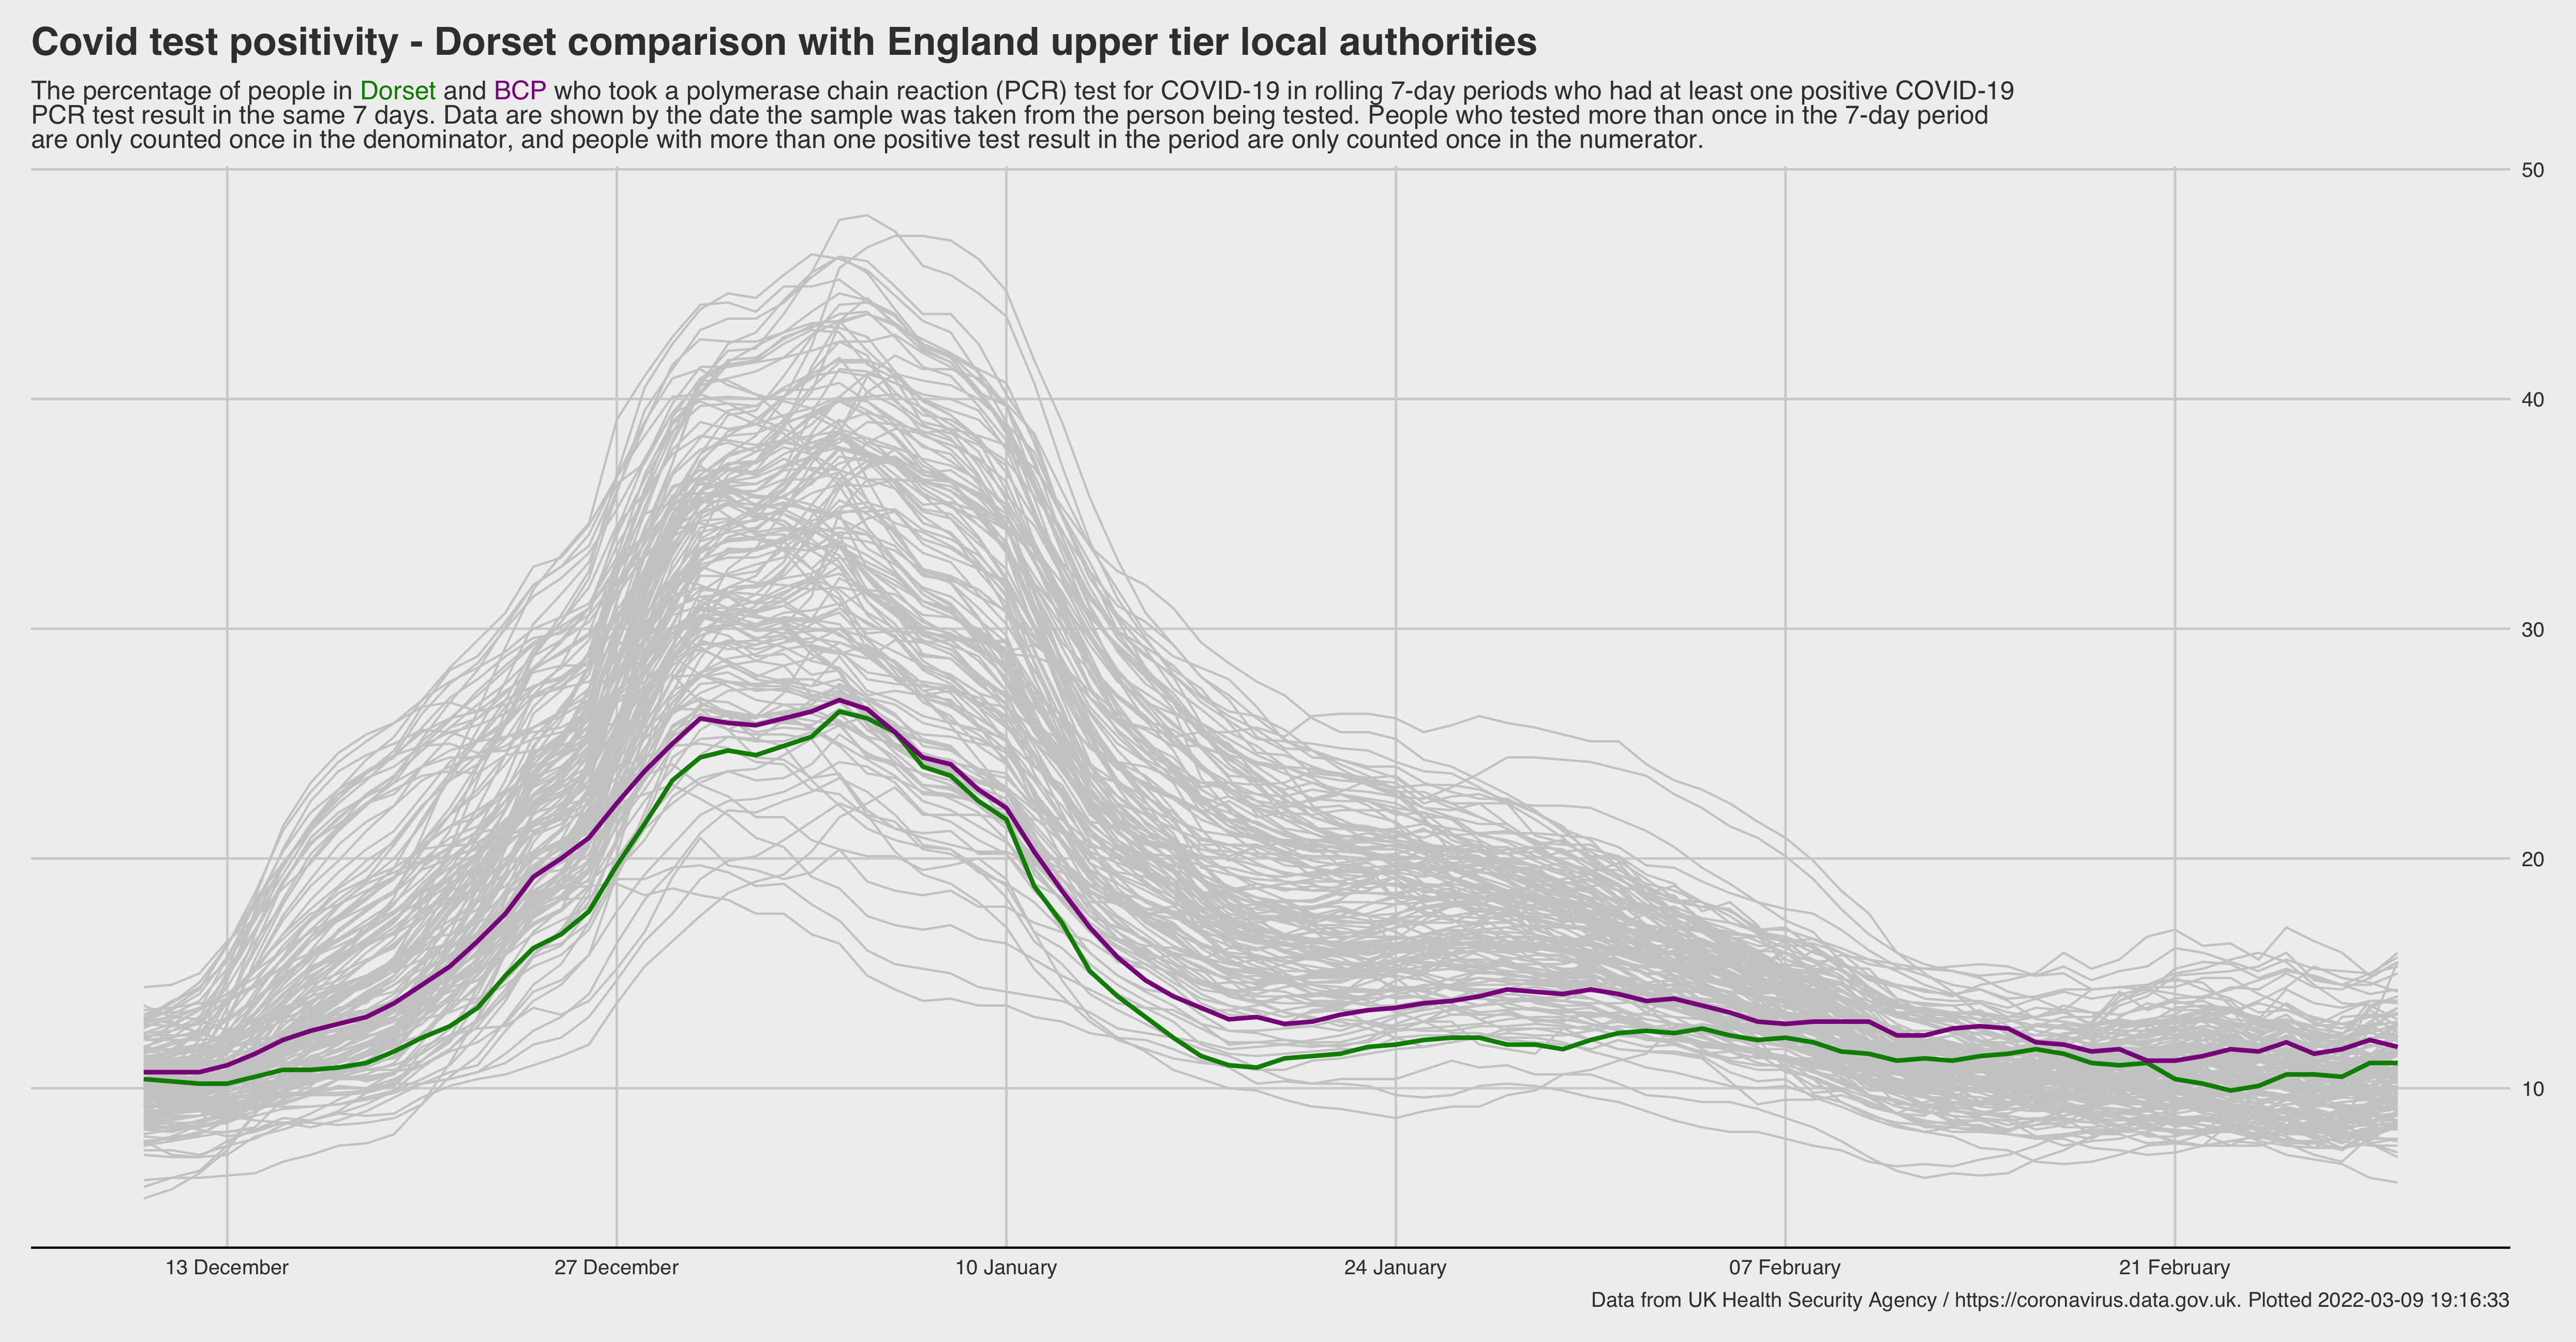 Covid test positivity - Dorset comparison with England upper tier local authorities
The percentage of people in Dorset and BCP who took a polymerase chain reaction (PCR) test for COVID-19 in rolling 7-day periods who had at least one positive COVID-19
PCR test result in the same 7 days. Data are shown by the date the sample was taken from the person being tested. People who tested more than once in the 7-day period
are only counted once in the denominator, and people with more than one positive test result in the period are only counted once in the numerator.
50
40
30
20
10
13 December
27 December
10 January
24 January
07 February
21 February
Data from UK Health Security Agency / https://coronavirus.data.gov.uk. Plotted 2022-03-09 19:16:33